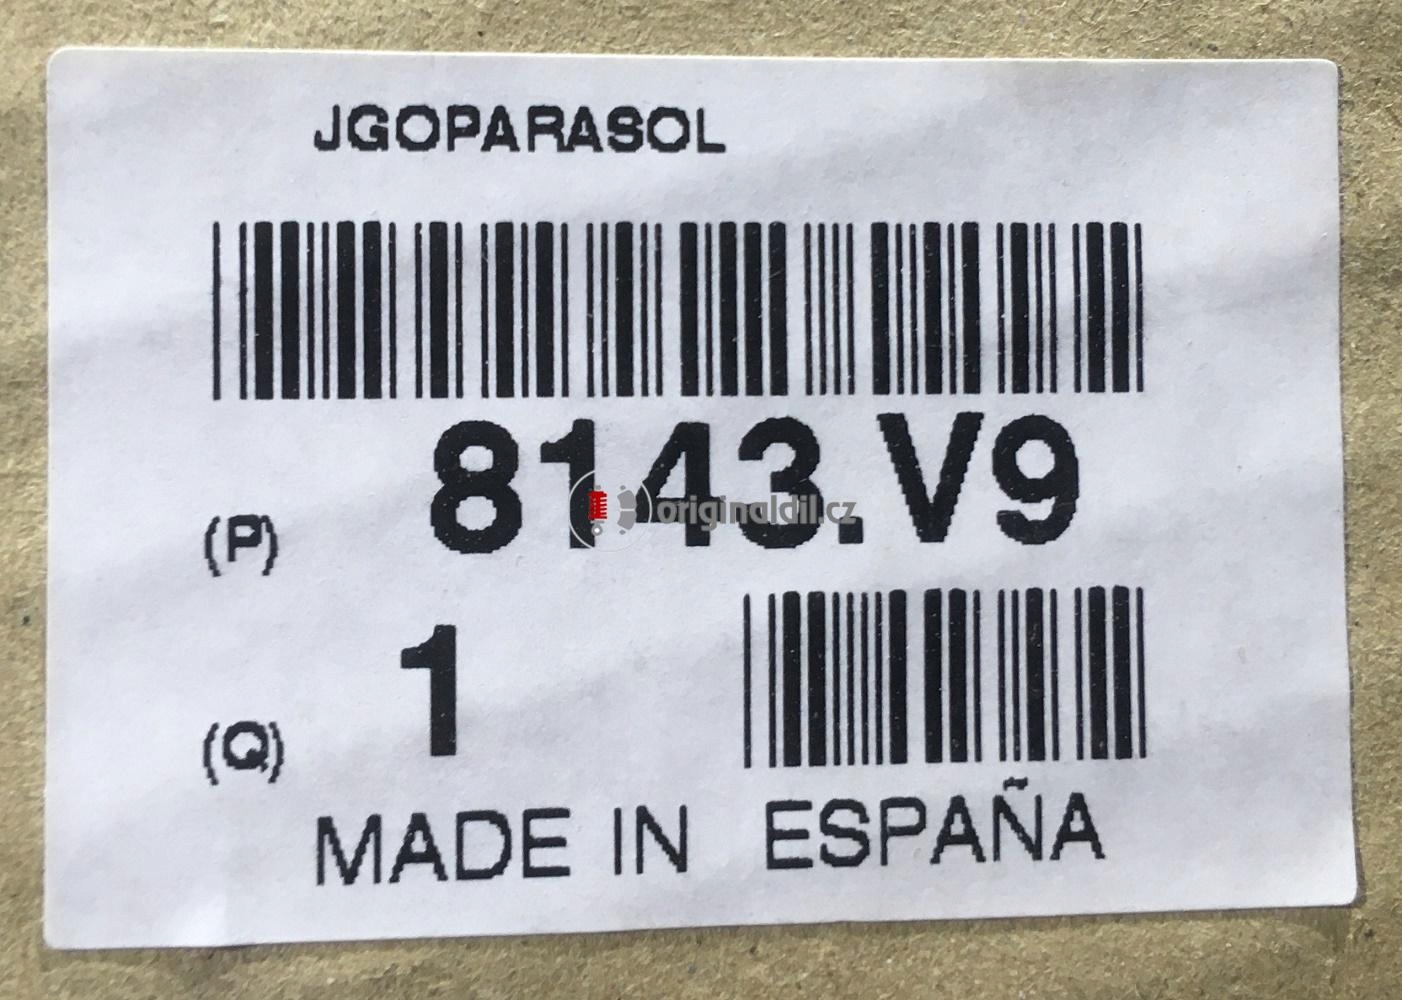 JGOPARASOL
(P) 8143.V9
originaldil.cz
(Q) 1
MADE IN ESPAÑA